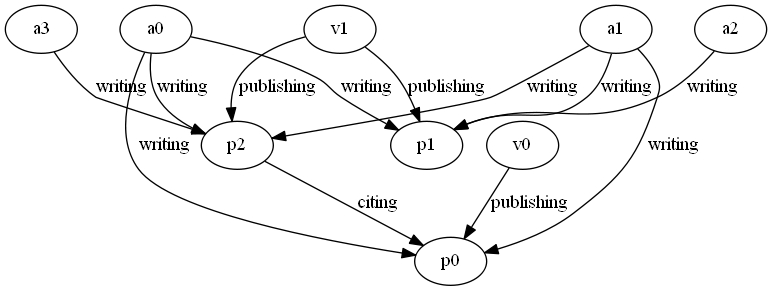 a3 a0 v1 a1 a2
writing writing publishing writing publishing writing writing writing
p2 p1 v0
writing writing
citing publishing
p0